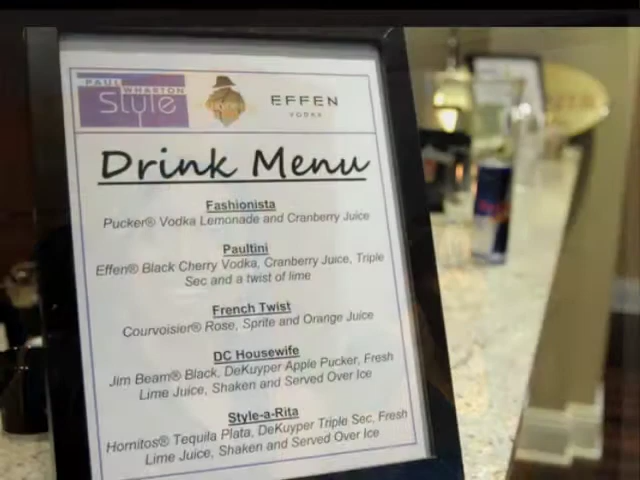 PAUL WHARTON
Style
EFFEN
VODKA
Drink Menu
Fashionista
Pucker® Vodka Lemonade and Cranberry Juice
Paultini
Effen® Black Cherry Vodka, Cranberry Juice, Triple
Sec and a twist of lime
French Twist
Courvoisier® Rose, Sprite and Orange Juice
DC Housewife
Jim Beam® Black, DeKuyper Apple Pucker, Fresh
Lime Juice, Shaken and Served Over Ice
Style-a-Rita
Hornitos® Tequila Plata, DeKuyper Triple Sec, Fresh
Lime Juice, Shaken and Served Over Ice